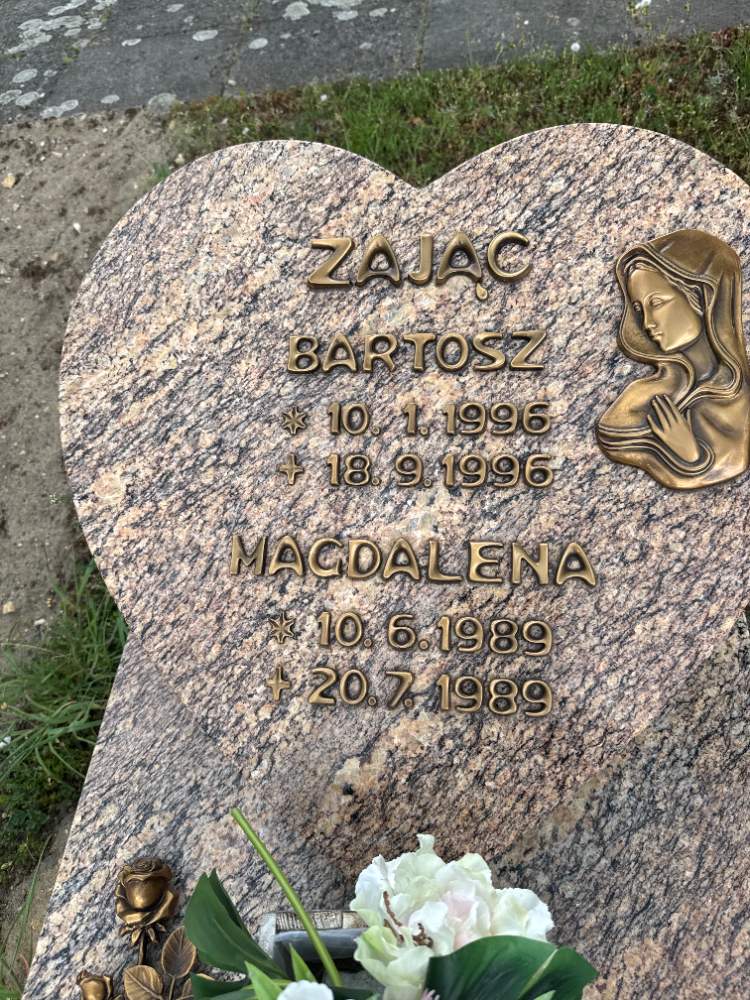 ZAJĄC
BARTOSZ
* 10. 1. 1996
+ 18. 9. 1996
MAGDALENA
* 10. 6. 1989
+ 20. 7. 1989